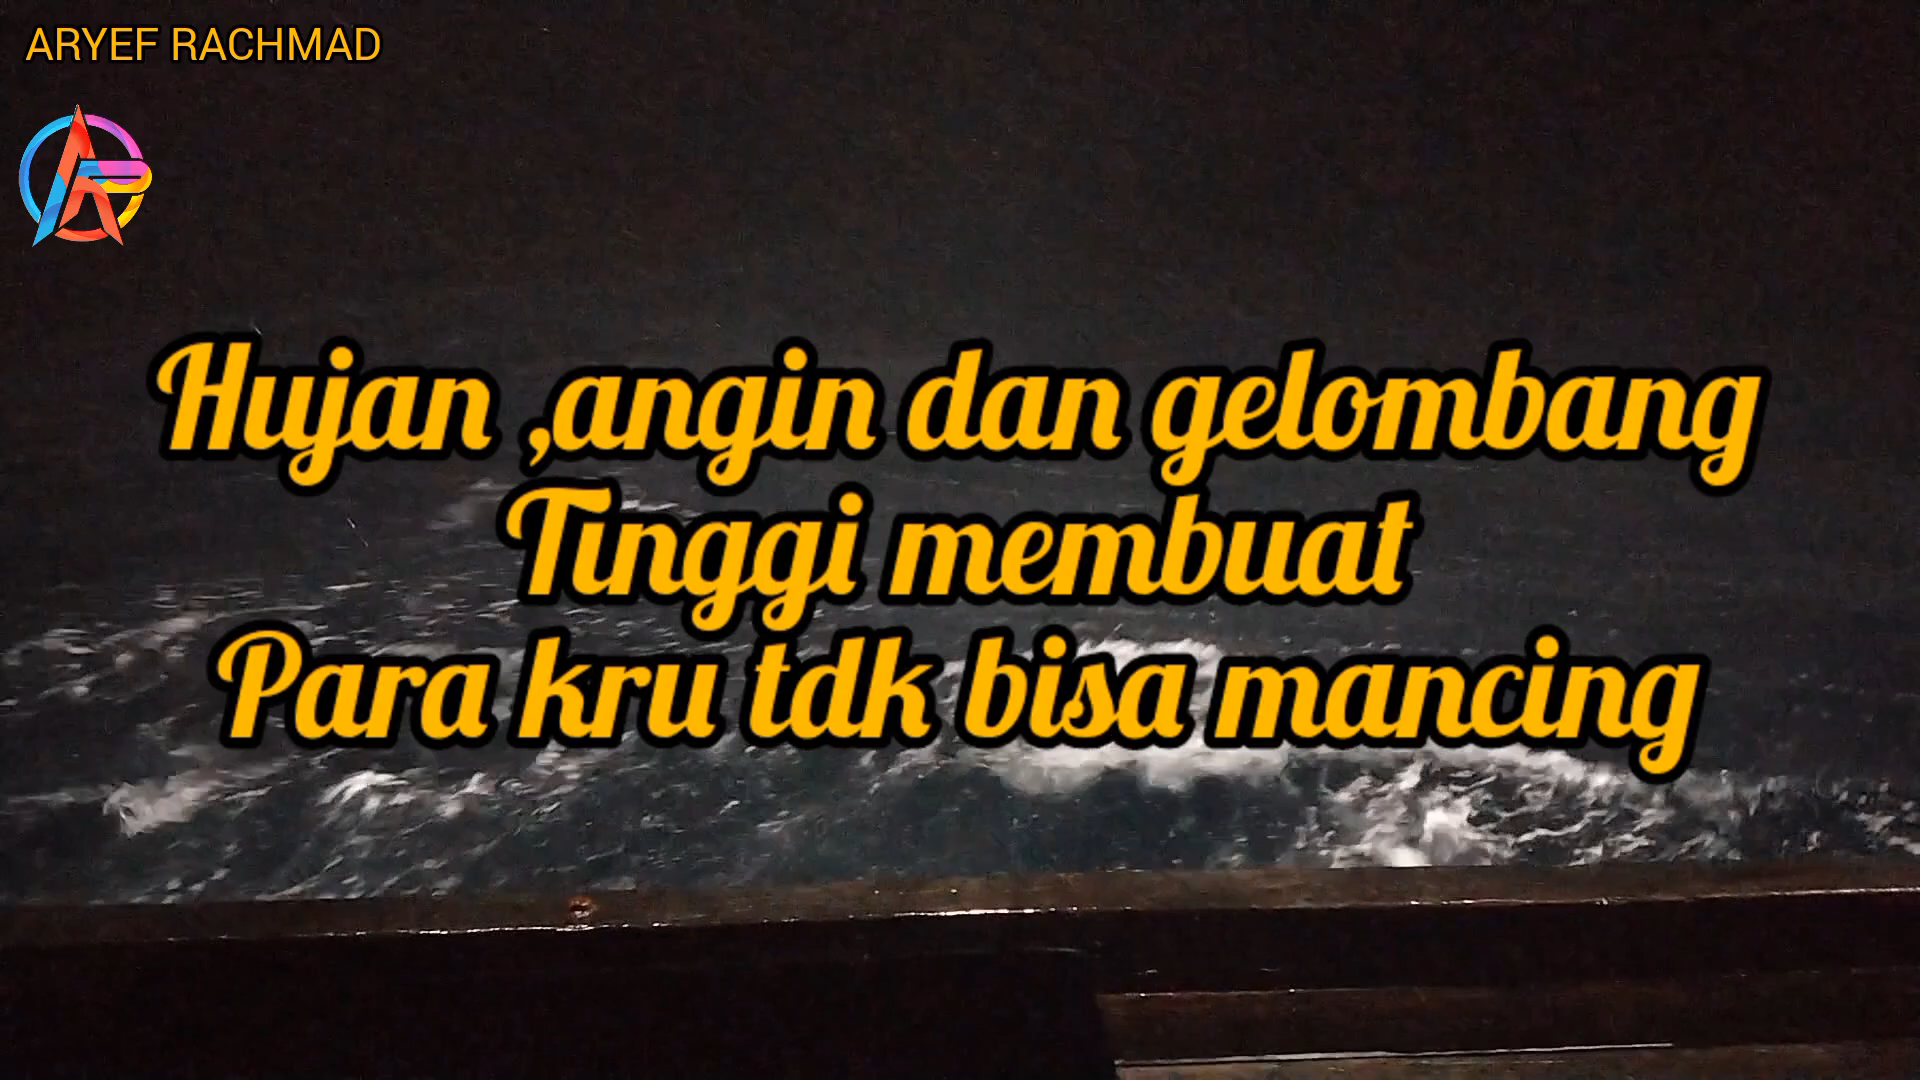 ARYEF RACHMAD
Hujan ,angin dan gelombang
Tinggi membuat
Para kru tdk bisa mancing